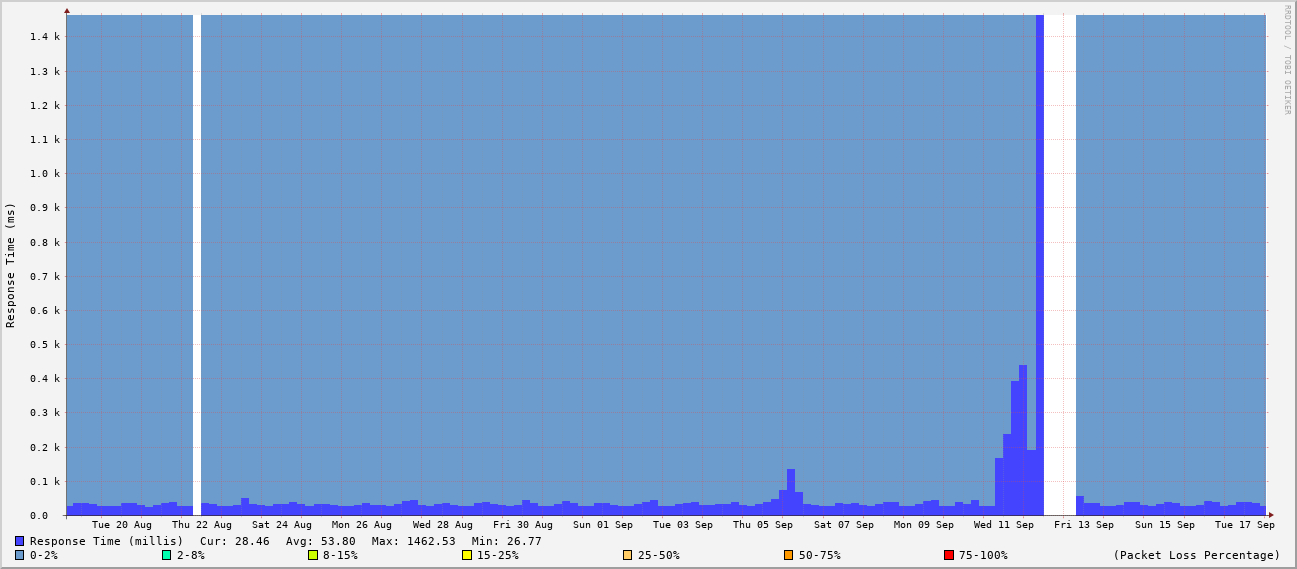 RRDTOOL / TOBI OETIKER
Response Time (ms)
1.4 k
1.3 k
1.2 k
1.1 k
1.0 k
0.9 k
0.8 k
0.7 k
0.6 k
0.5 k
0.4 k
0.3 k
0.2 k
0.1 k
0.0
Tue 20 Aug Thu 22 Aug Sat 24 Aug Mon 26 Aug Wed 28 Aug Fri 30 Aug Sun 01 Sep Tue 03 Sep Thu 05 Sep Sat 07 Sep Mon 09 Sep Wed 11 Sep Fri 13 Sep Sun 15 Sep Tue 17 Sep
Response Time (millis) Cur: 28.46 Avg: 53.80 Max: 1462.53 Min: 26.77
0-2% 2-8% 8-15% 15-25% 25-50% 50-75% 75-100% (Packet Loss Percentage)